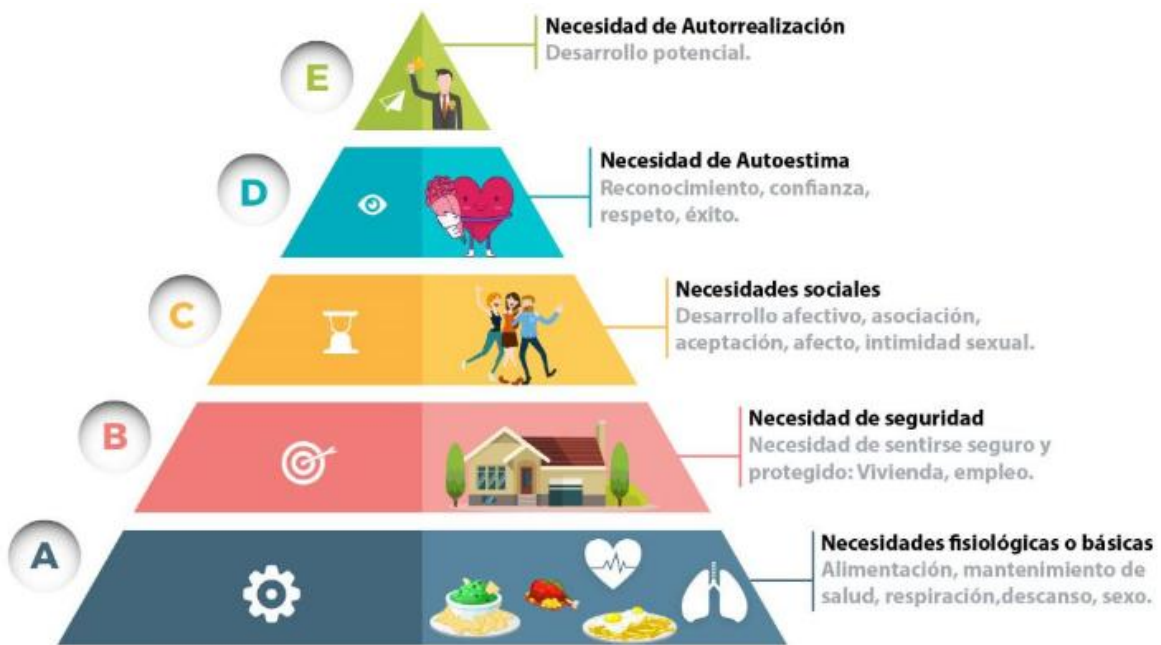 E
Necesidad de Autorrealización
Desarrollo potencial.
D
Necesidad de Autoestima
Reconocimiento, confianza,
respeto, éxito.
C
Necesidades sociales
Desarrollo afectivo, asociación,
aceptación, afecto, intimidad sexual.
B
Necesidad de seguridad
Necesidad de sentirse seguro y
protegido: Vivienda, empleo.
A
Necesidades fisiológicas o básicas
Alimentación, mantenimiento de
salud, respiración,descanso, sexo.